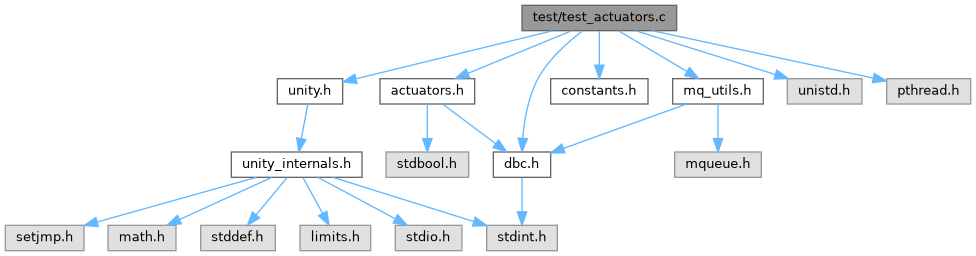 test/test_actuators.c
unity.h
actuators.h
constants.h
mq_utils.h
unistd.h
pthread.h
unity_internals.h
stdbool.h
dbc.h
mqueue.h
setjmp.h
math.h
stddef.h
limits.h
stdio.h
stdint.h